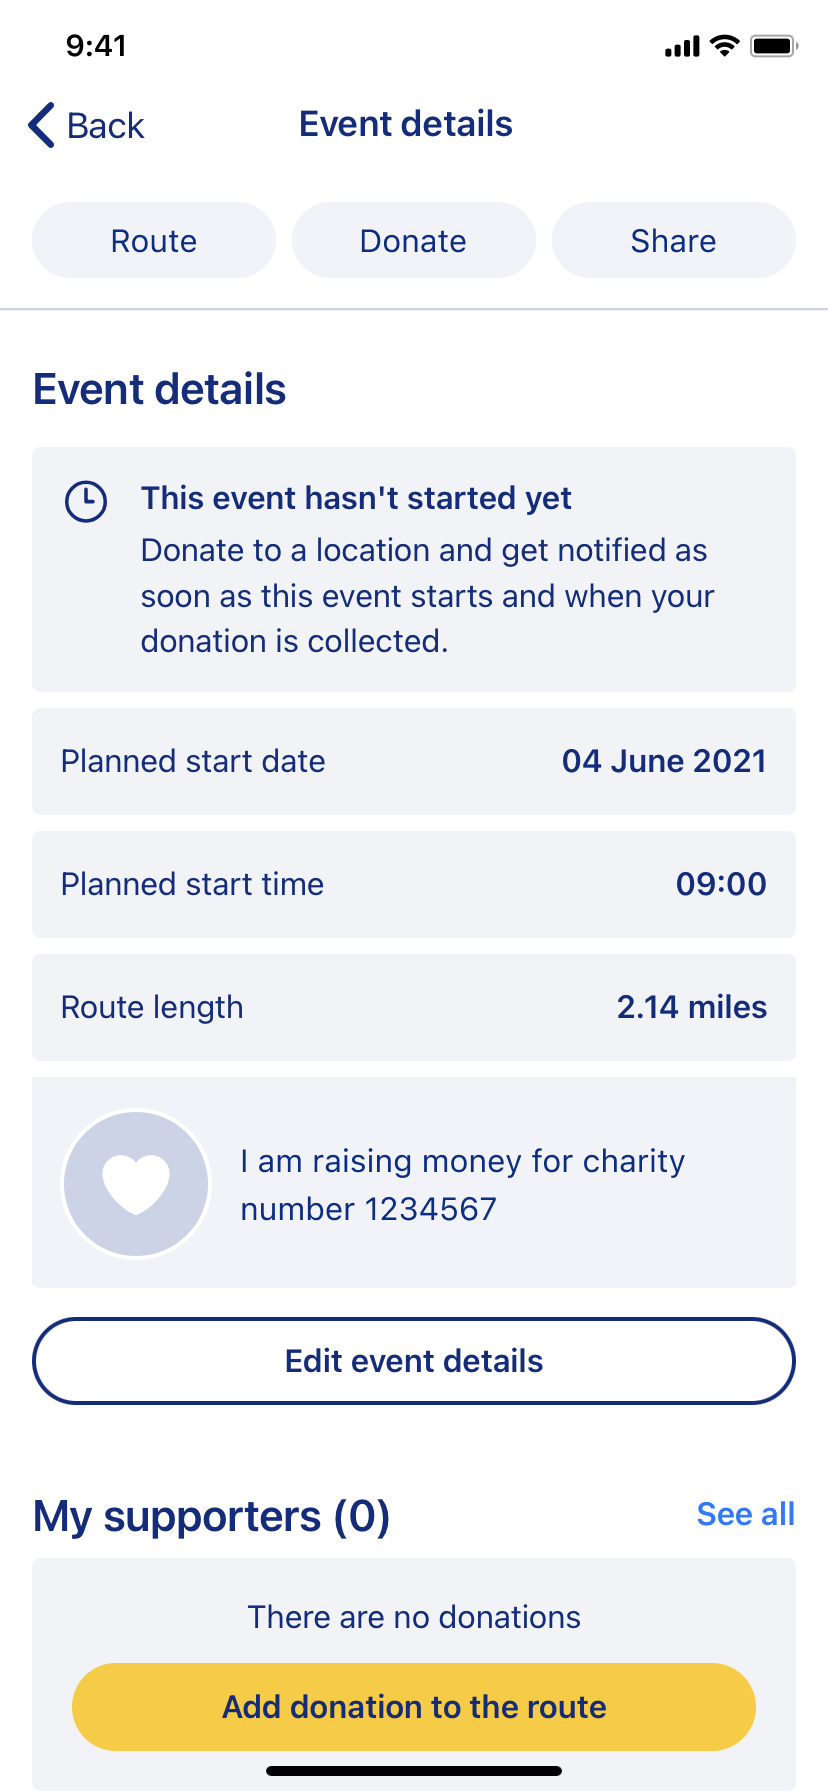 9:41
Back
Event details
Route
Donate
Share
Event details
This event hasn't started yet
Donate to a location and get notified as
soon as this event starts and when your
donation is collected.
Planned start date
04 June 2021
Planned start time
09:00
Route length
2.14 miles
I am raising money for charity
number 1234567
Edit event details
My supporters (0)
See all
There are no donations
Add donation to the route